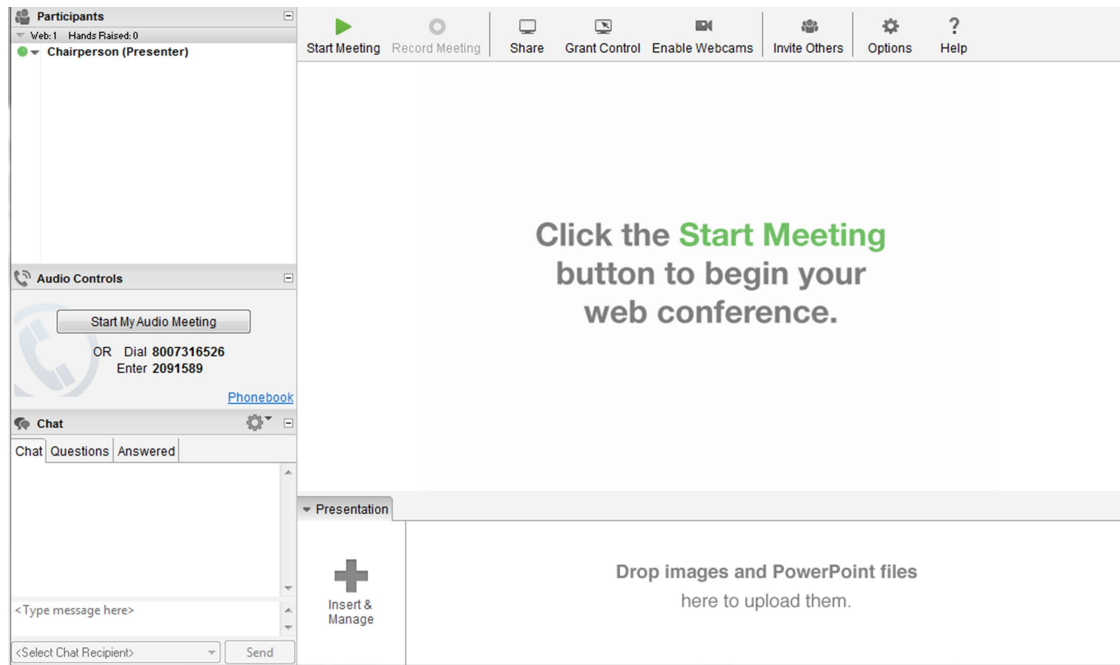 Participants
Web: 1 Hands Raised: 0
Chairperson (Presenter)
Audio Controls
Start My Audio Meeting
OR Dial 8007316526
Enter 2091589
Phonebook
Chat
Chat Questions Answered
<Type message here>
<Select Chat Recipient> Send
Start Meeting Record Meeting Share Grant Control Enable Webcams Invite Others Options Help
Click the Start Meeting
button to begin your
web conference.
Presentation
Insert &
Manage
Drop images and PowerPoint files
here to upload them.